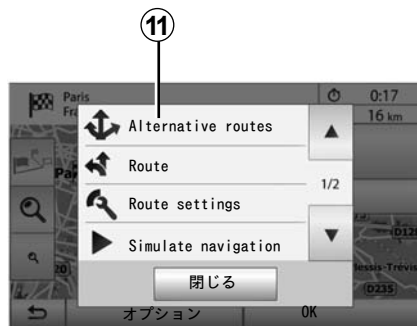 11
Paris
Fra
0:17
16 km
Alternative routes
Route
1/2
Route settings
Simulate navigation
閉じる
D235
オプション
OK